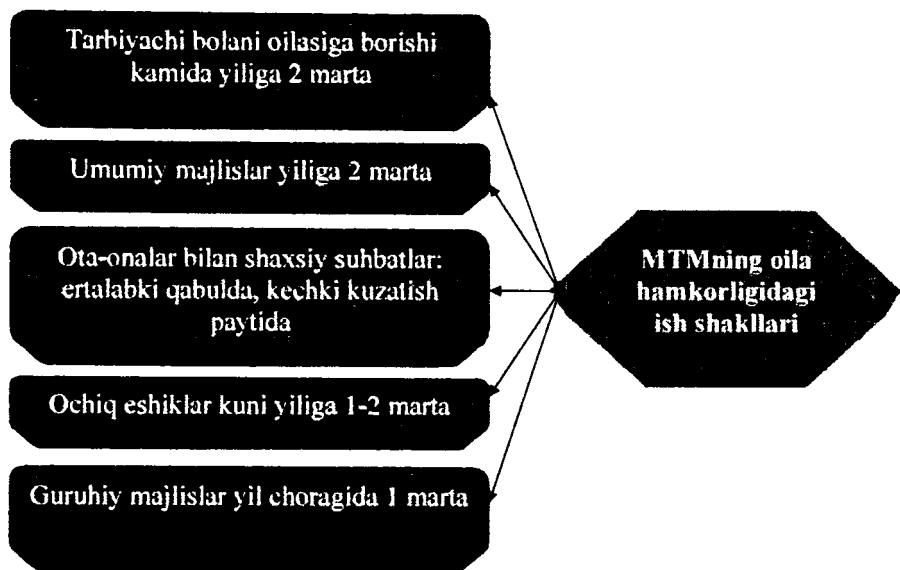 Tarbiyachi bolani oilasiga borishi
kamida yiliga 2 marta
Umumiy majlislar yiliga 2 marta
Ota-onalar bilan shaxsiy suhbatlar:
ertalabki qabulda, kechki kuzatish
paytida
Ochiq eshiklar kuni yiliga 1-2 marta
Guruhiy majlislar yil choragida 1 marta
MTMning oila
hamkorligidagi
ish shakllari